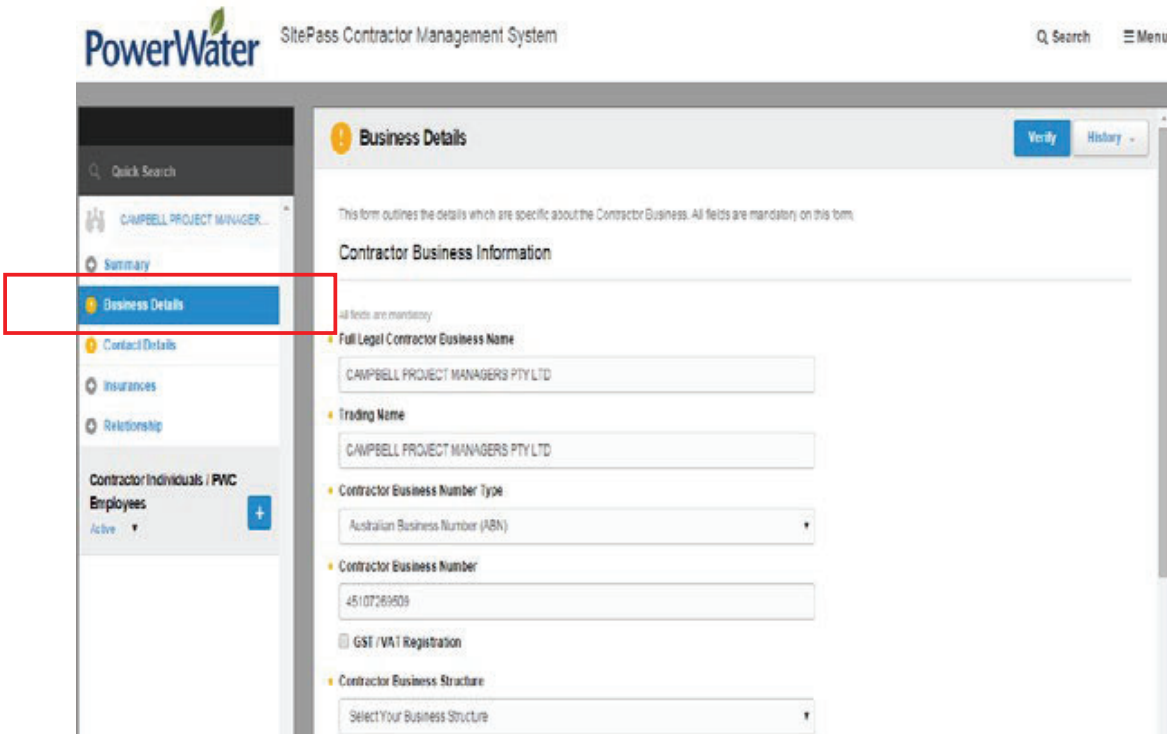 PowerWater
SitePass Contractor Management System
Search
Menu
Quick Search
CAMPBELL PROJECT MANAGER...
Summary
Business Details
Contact Details
Insurances
Relationship
Contractor Individuals / PWC
Employees
Active
+
Business Details
Verify
History
This form outlines the details which are specific about the Contractor Business. All fields are mandatory on this form.
Contractor Business Information
All fields are mandatory
Full Legal Contractor Business Name
CAMPBELL PROJECT MANAGERS PTY LTD
Trading Name
CAMPBELL PROJECT MANAGERS PTY LTD
Contractor Business Number Type
Australian Business Number (ABN)
Contractor Business Number
45107269509
GST / VAT Registration
Contractor Business Structure
Select Your Business Structure